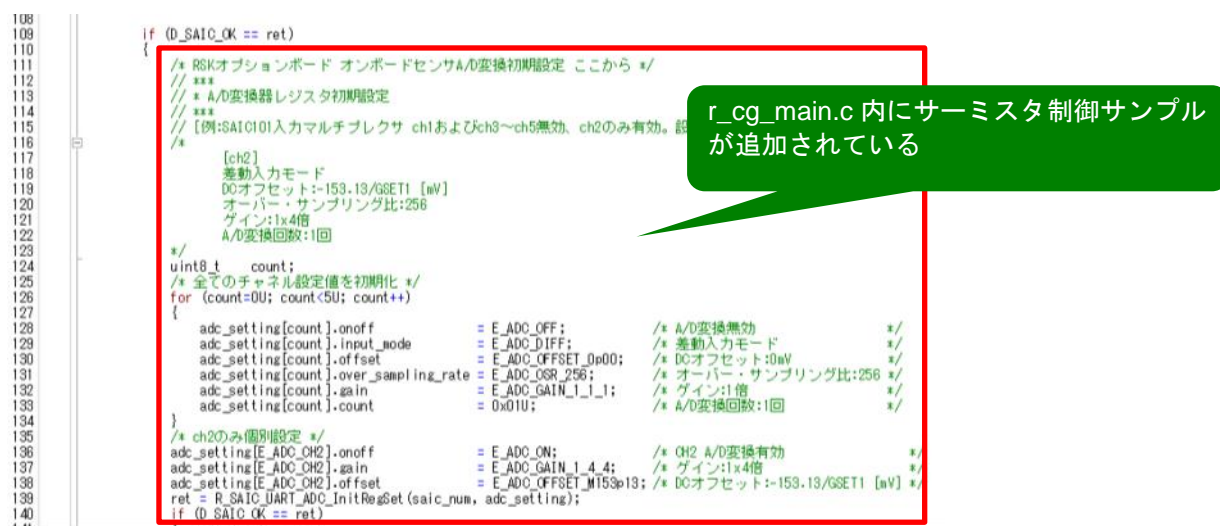 108
109 if (D_SAIC_OK == ret)
110 {
111 /* RSKオプションボード オンボードセンサA/D変換初期設定 ここから */
112 // ***
113 // * A/D変換器レジスタ初期設定
114 // ***
115 // [例:SAIC101入力マルチプレクサ ch1およびch3～ch5無効、ch2のみ有効。設
116 /*
117 [ch2]
118 差動入力モード
119 DCオフセット:-153.13/GSET1 [mV]
120 オーバー・サンプリング比:256
121 ゲイン:1x4倍
122 A/D変換回数:1回
123 */
124 uint8_t count;
125 /* 全てのチャネル設定値を初期化 */
126 for (count=0U; count<5U; count++)
127 {
128 adc_setting[count].onoff = E_ADC_OFF; /* A/D変換無効 */
129 adc_setting[count].input_mode = E_ADC_DIFF; /* 差動入力モード */
130 adc_setting[count].offset = E_ADC_OFFSET_0p00; /* DCオフセット:0mV */
131 adc_setting[count].over_sampling_rate = E_ADC_OSR_256; /* オーバー・サンプリング比:256 */
132 adc_setting[count].gain = E_ADC_GAIN_1_1_1; /* ゲイン:1倍 */
133 adc_setting[count].count = 0x01U; /* A/D変換回数:1回 */
134 }
135 /* ch2のみ個別設定 */
136 adc_setting[E_ADC_CH2].onoff = E_ADC_ON; /* CH2 A/D変換有効 */
137 adc_setting[E_ADC_CH2].gain = E_ADC_GAIN_1_4_4; /* ゲイン:1x4倍 */
138 adc_setting[E_ADC_CH2].offset = E_ADC_OFFSET_M153p13; /* DCオフセット:-153.13/GSET1 [mV] */
139 ret = R_SAIC_UART_ADC_InitRegSet(saic_num, adc_setting);
140 if (D_SAIC_OK == ret)
r_cg_main.c 内にサーミスタ制御サンプル
が追加されている